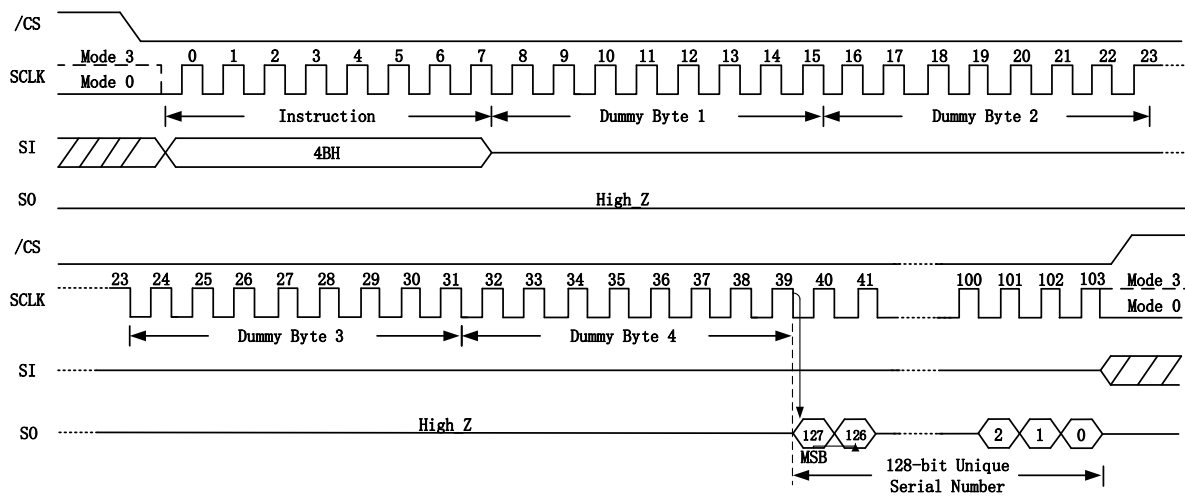 /CS
Mode 3 0 1 2 3 4 5 6 7 8 9 10 11 12 13 14 15 16 17 18 19 20 21 22 23
SCLK
Mode 0
Instruction Dummy Byte 1 Dummy Byte 2
SI
4BH
SO
High_Z
/CS
23 24 25 26 27 28 29 30 31 32 33 34 35 36 37 38 39 40 41 100 101 102 103 Mode 3
SCLK
Mode 0
Dummy Byte 3 Dummy Byte 4
SI
SO
High_Z
127 126 2 1 0
MSB
128-bit Unique
Serial Number